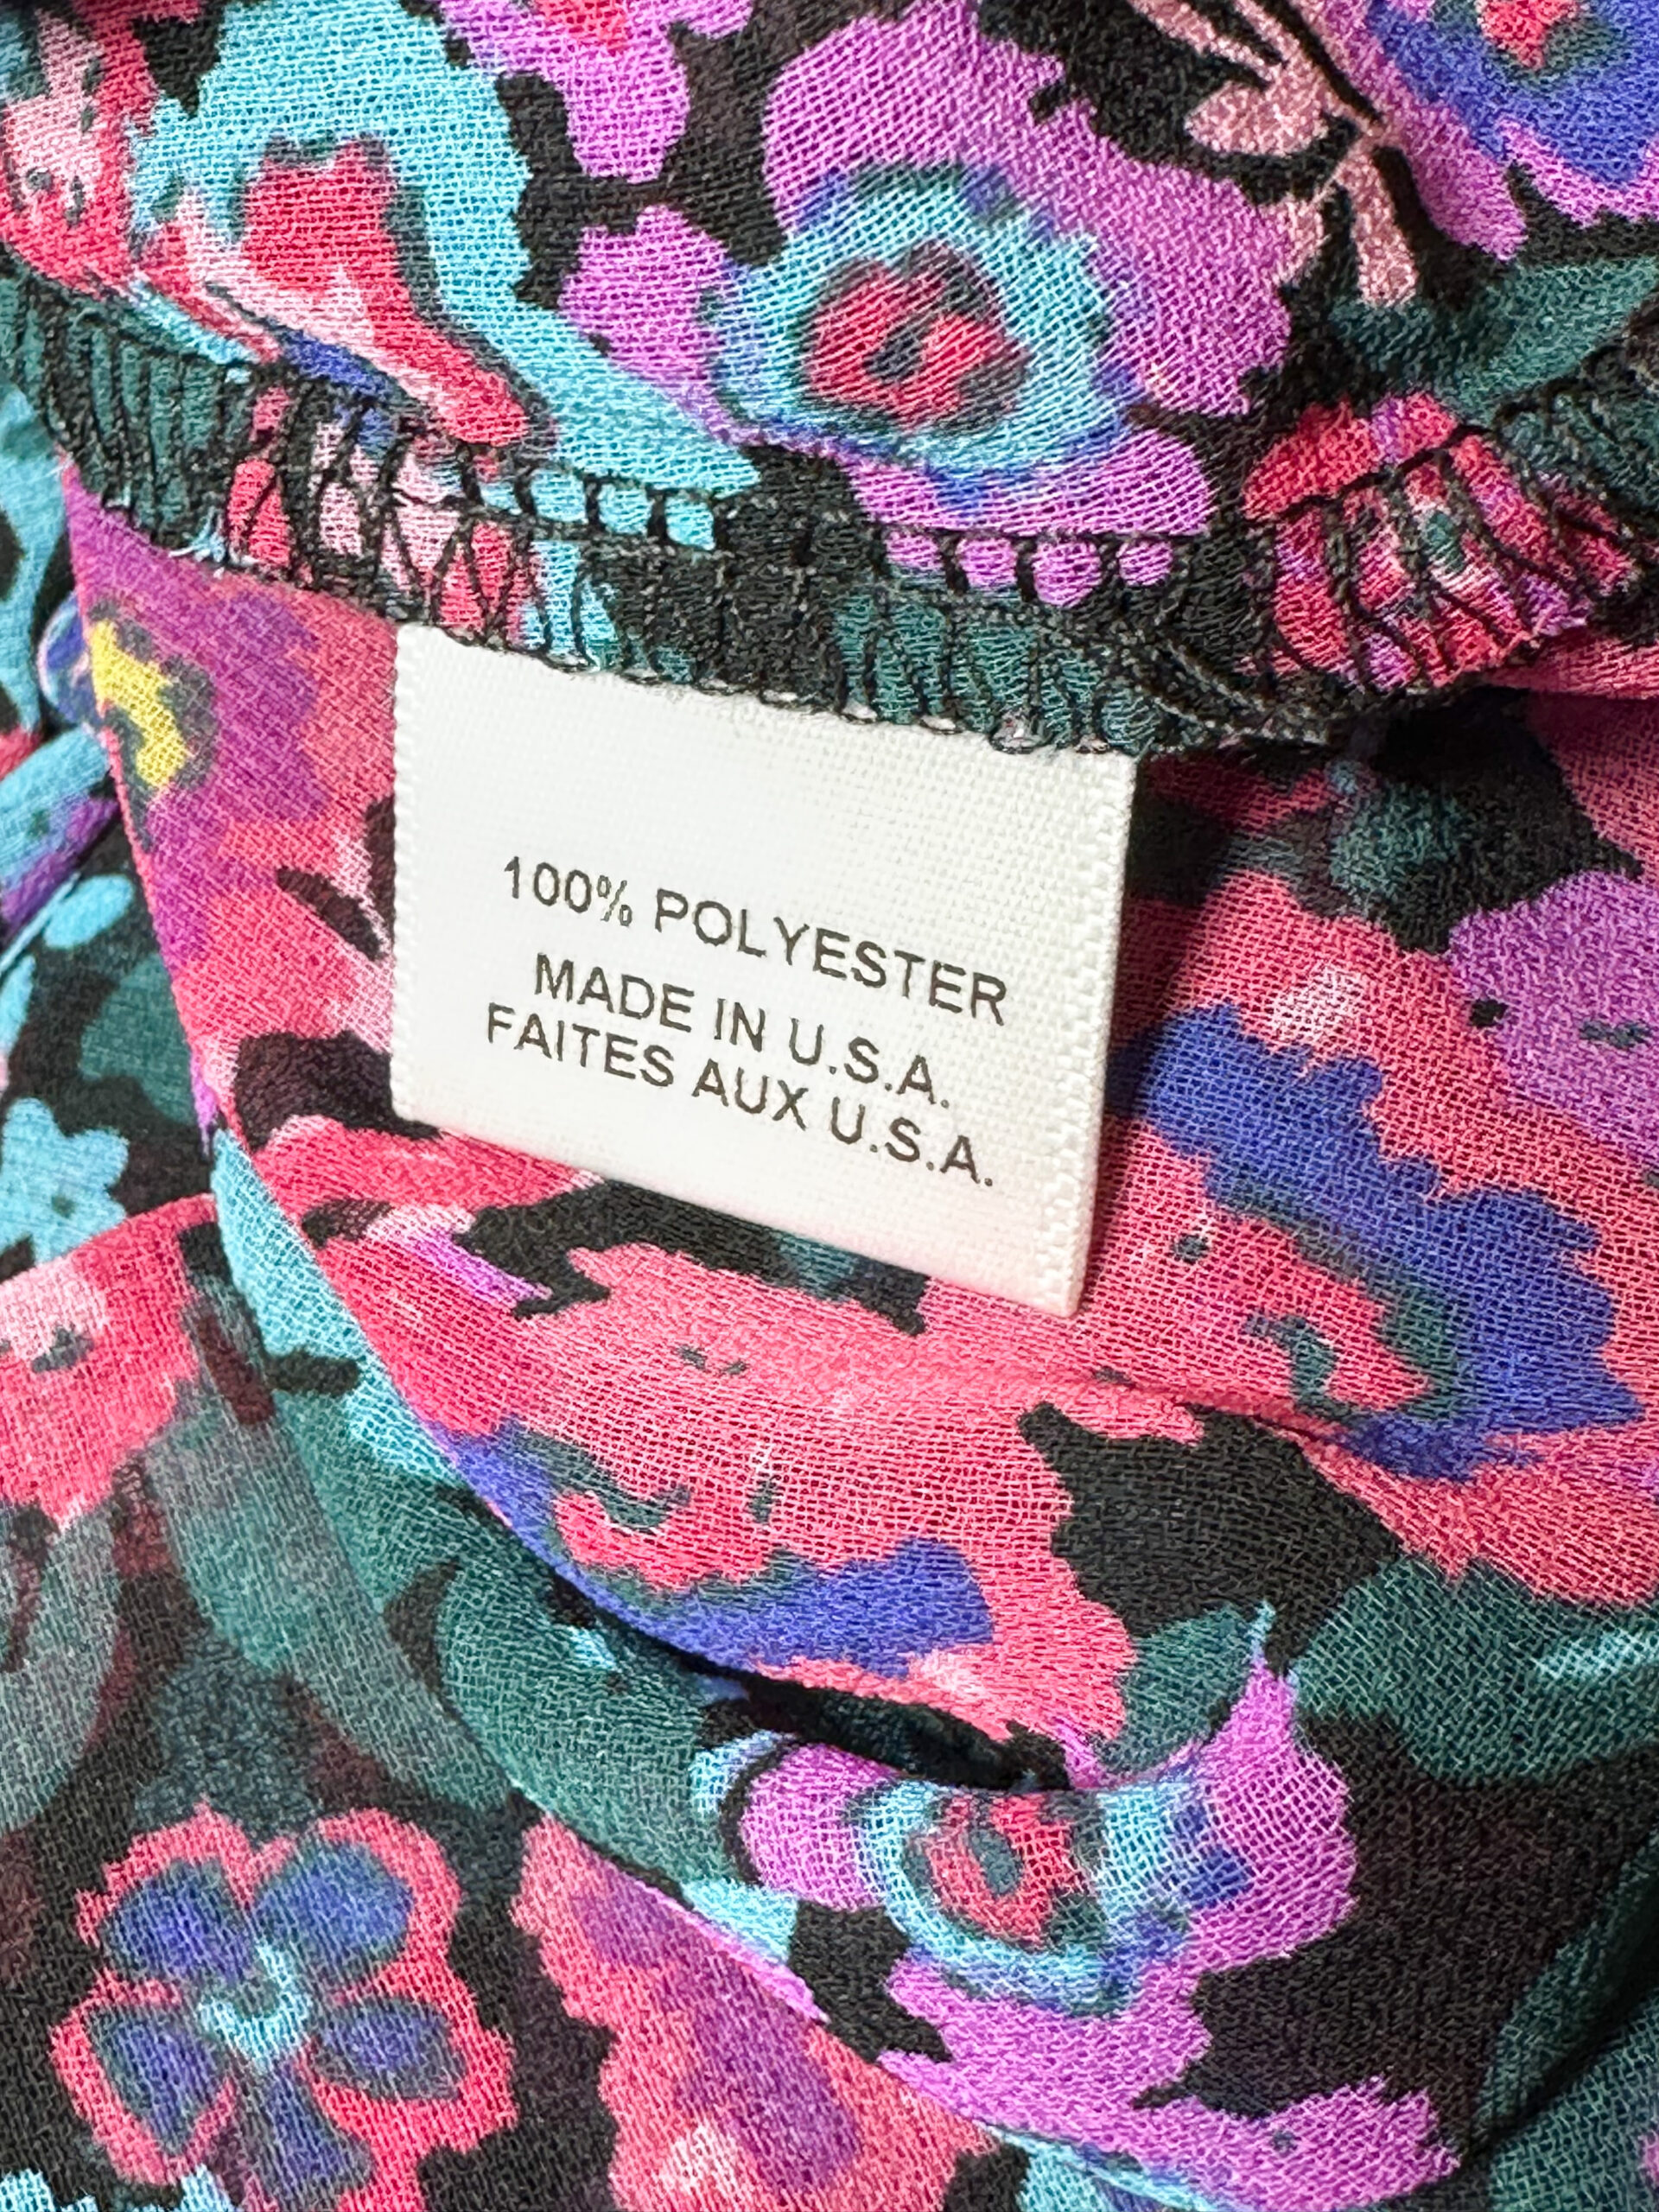 100% POLYESTER
MADE IN U.S.A.
FAITES AUX U.S.A.